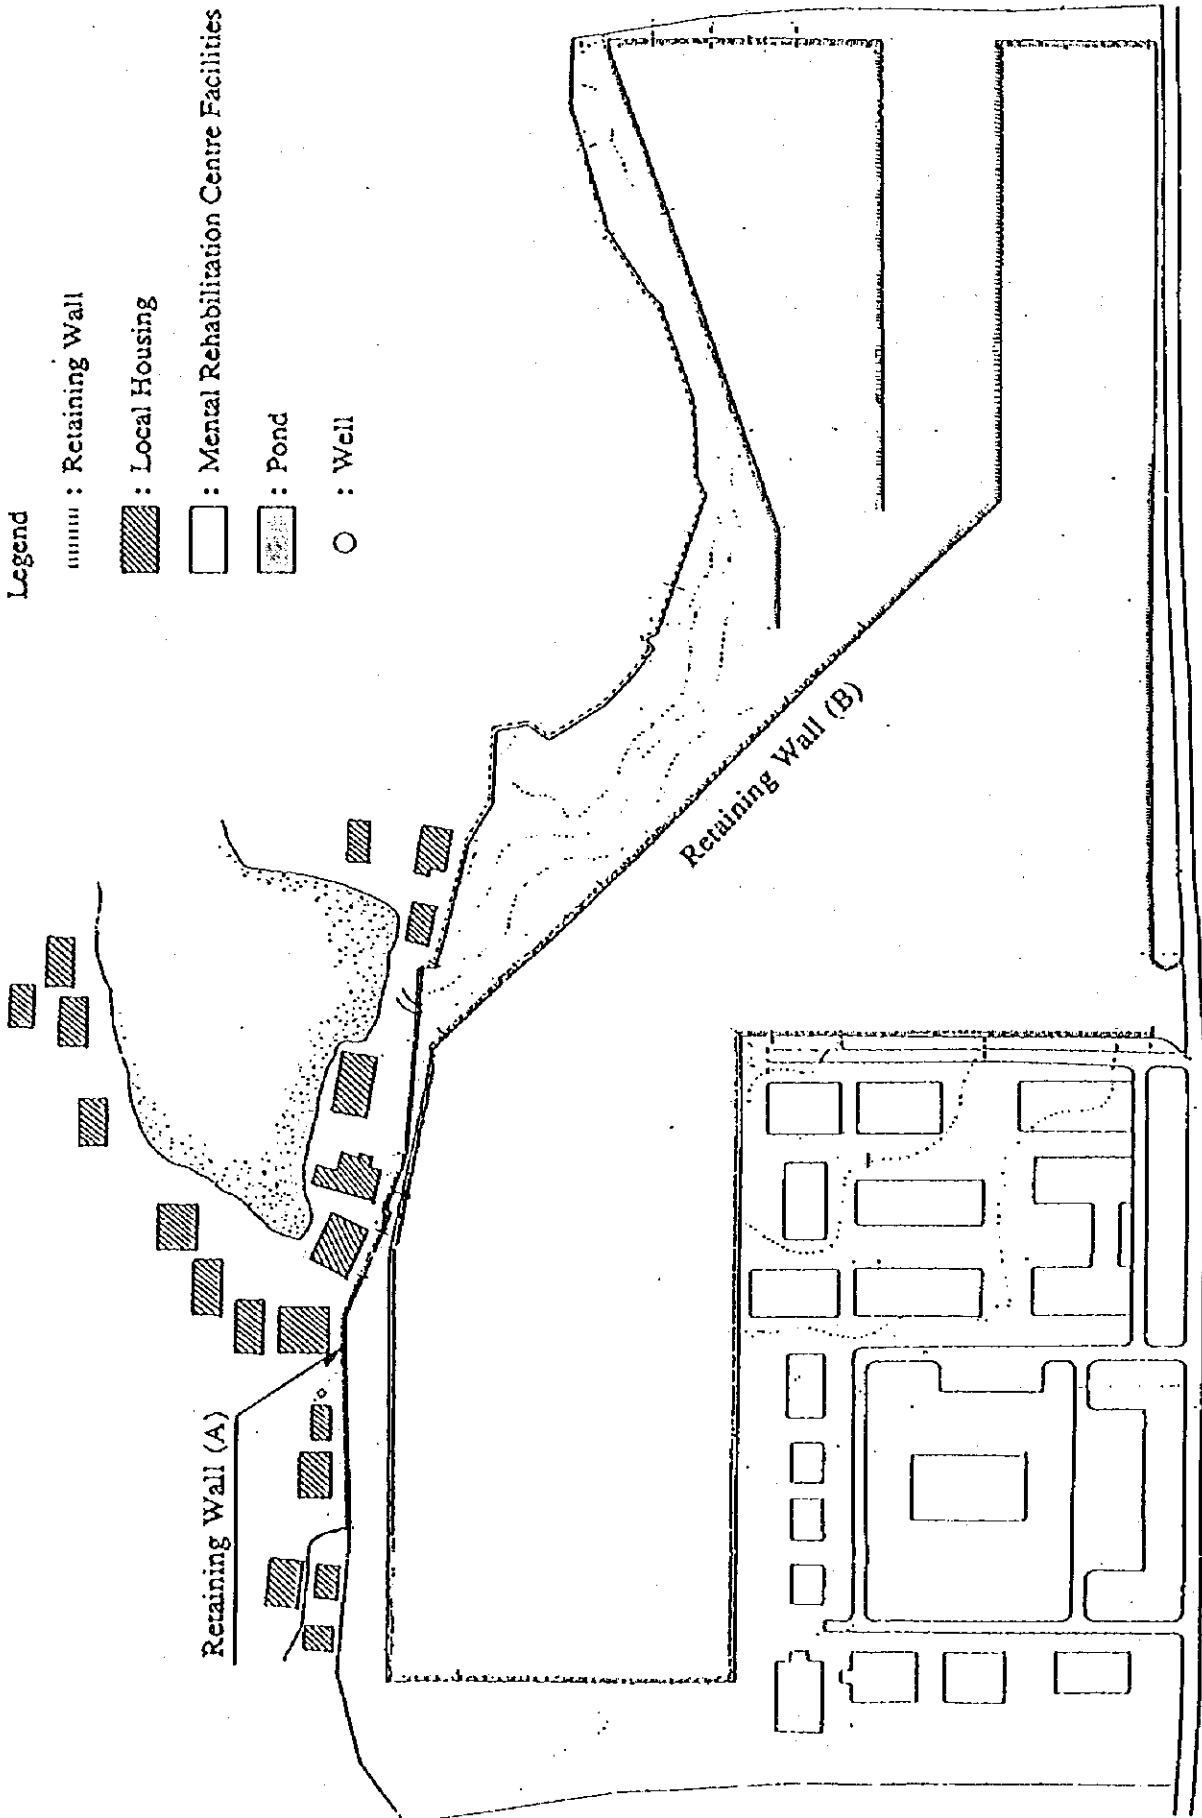 Legend
: Retaining Wall
: Local Housing
: Mental Rehabilitation Centre Facilities
: Pond
: Well
Retaining Wall (A)
Retaining Wall (B)